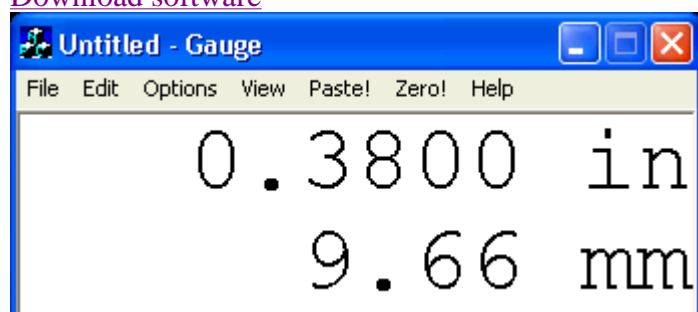 Download software
Untitled - Gauge
File Edit Options View Paste! Zero! Help
0.3800 in
9.66 mm